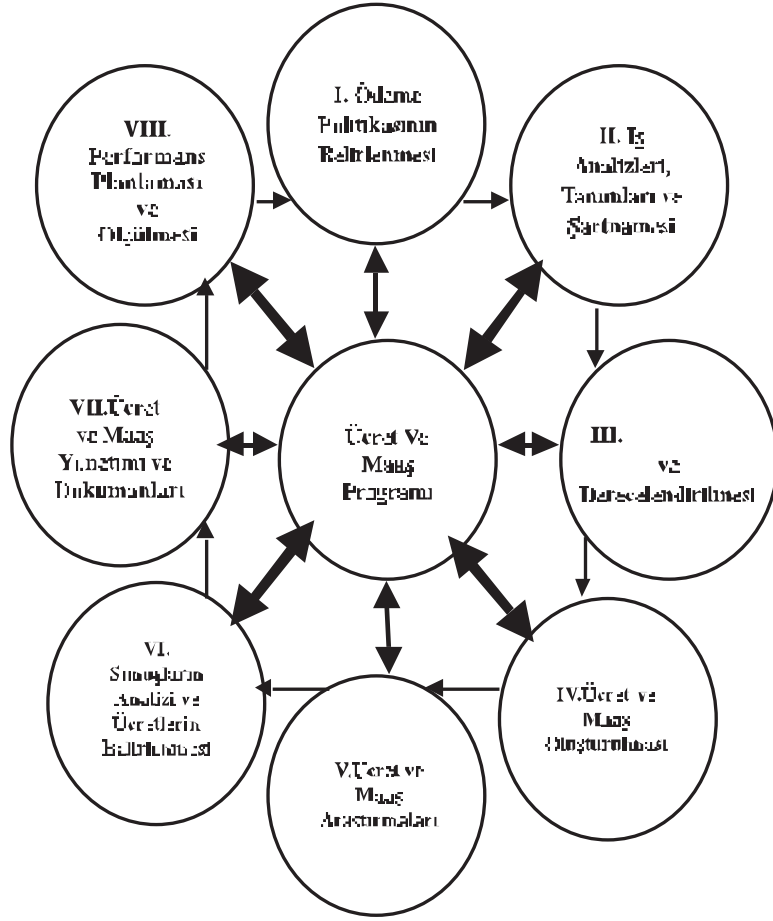 I. Ödeme
Politikasının
Belirlenmesi
II. İş
Analizleri,
Tanımları ve
Şartnamesi
III.
ve
Derecelendirilmesi
IV.Ücret ve
Maaş
Oluşturulması
V.Ücret ve
Maaş
Araştırmaları
VI.
Sonuçların
Analizi ve
Ücretlerin
Belirlenmesi
VII.Ücret
ve Maaş
Yönetimi ve
Dokümanları
VIII.
Performans
Planlaması
ve
Ölçülmesi
Ücret Ve
Maaş
Programı